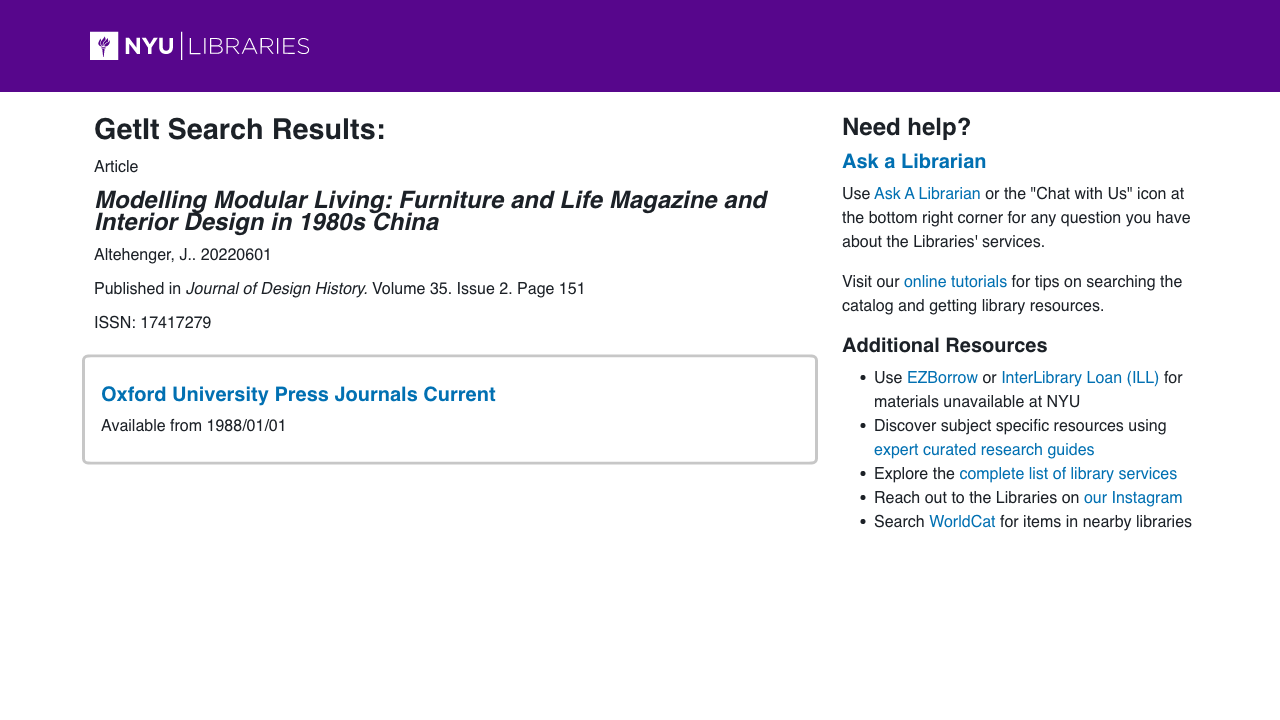 NYU LIBRARIES
GetIt Search Results:
Article
Modelling Modular Living: Furniture and Life Magazine and
Interior Design in 1980s China
Altehenger, J.. 20220601
Published in Journal of Design History. Volume 35. Issue 2. Page 151
ISSN: 17417279
Oxford University Press Journals Current
Available from 1988/01/01
Need help?
Ask a Librarian
Use Ask A Librarian or the "Chat with Us" icon at
the bottom right corner for any question you have
about the Libraries' services.
Visit our online tutorials for tips on searching the
catalog and getting library resources.
Additional Resources
• Use EZBorrow or InterLibrary Loan (ILL) for
materials unavailable at NYU
• Discover subject specific resources using
expert curated research guides
• Explore the complete list of library services
• Reach out to the Libraries on our Instagram
• Search WorldCat for items in nearby libraries